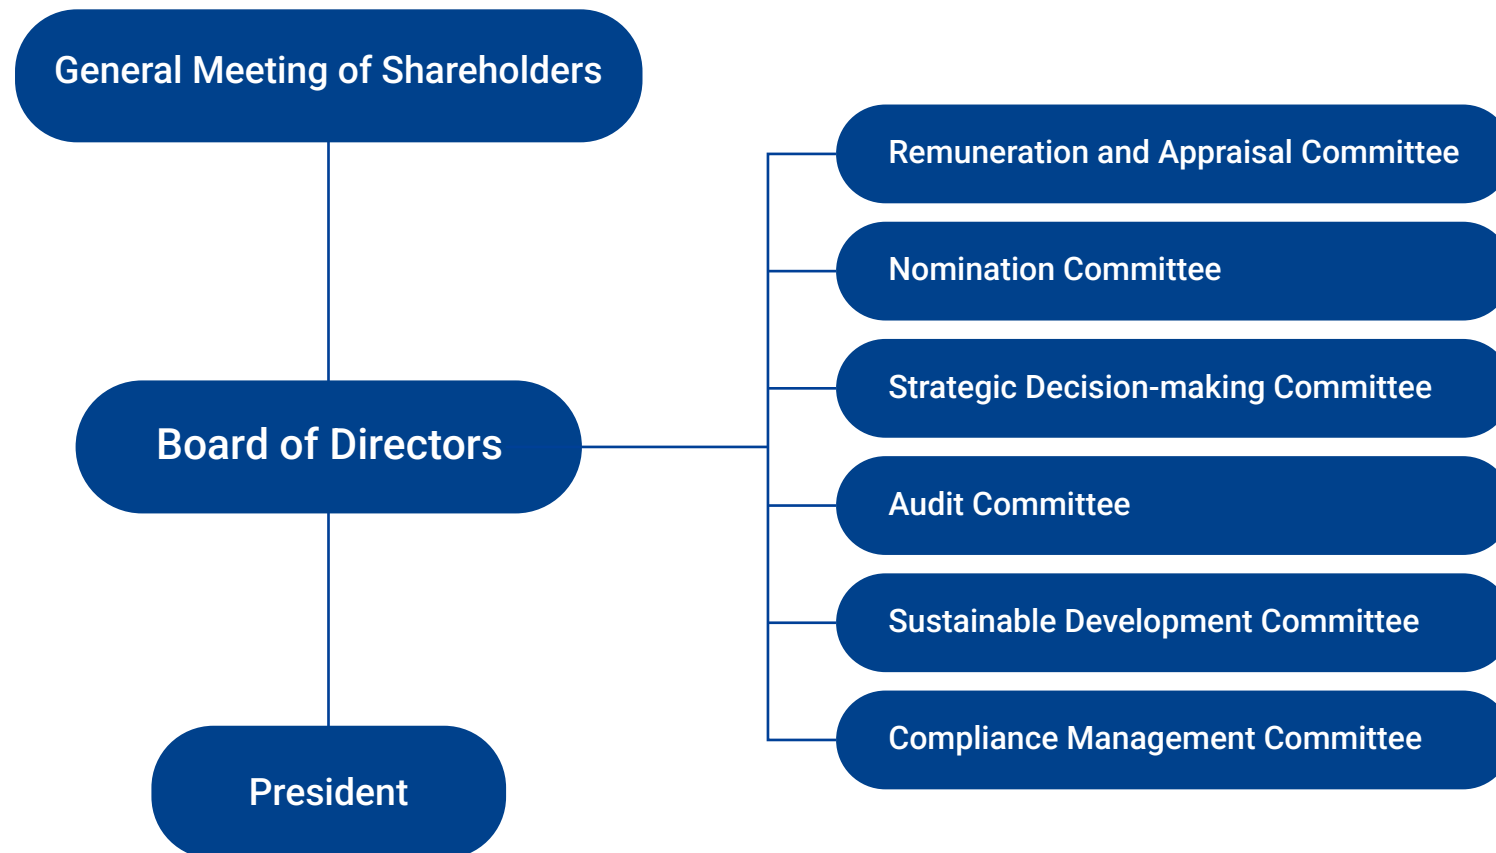 General Meeting of Shareholders
Board of Directors
President
Remuneration and Appraisal Committee
Nomination Committee
Strategic Decision-making Committee
Audit Committee
Sustainable Development Committee
Compliance Management Committee